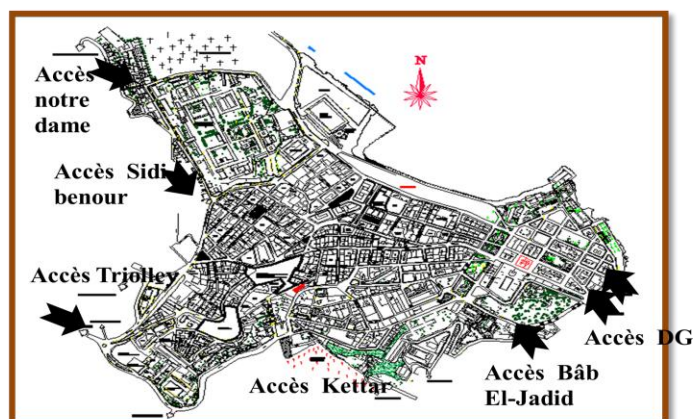 Accès
notre
dame
N
Accès Sidi
benour
Accès Triolley
Accès DG
Accès Kettar
Accès Bâb
El-Jadid